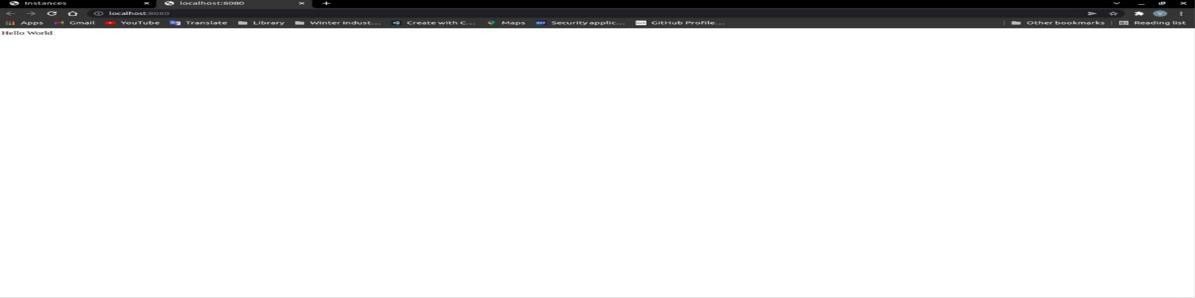 Instances localhost:8080
localhost:8080
Apps Gmail YouTube Translate Library Winter Indust... Create with C... Maps Security applic... GitHub Profile... Other bookmarks Reading list
Hello World